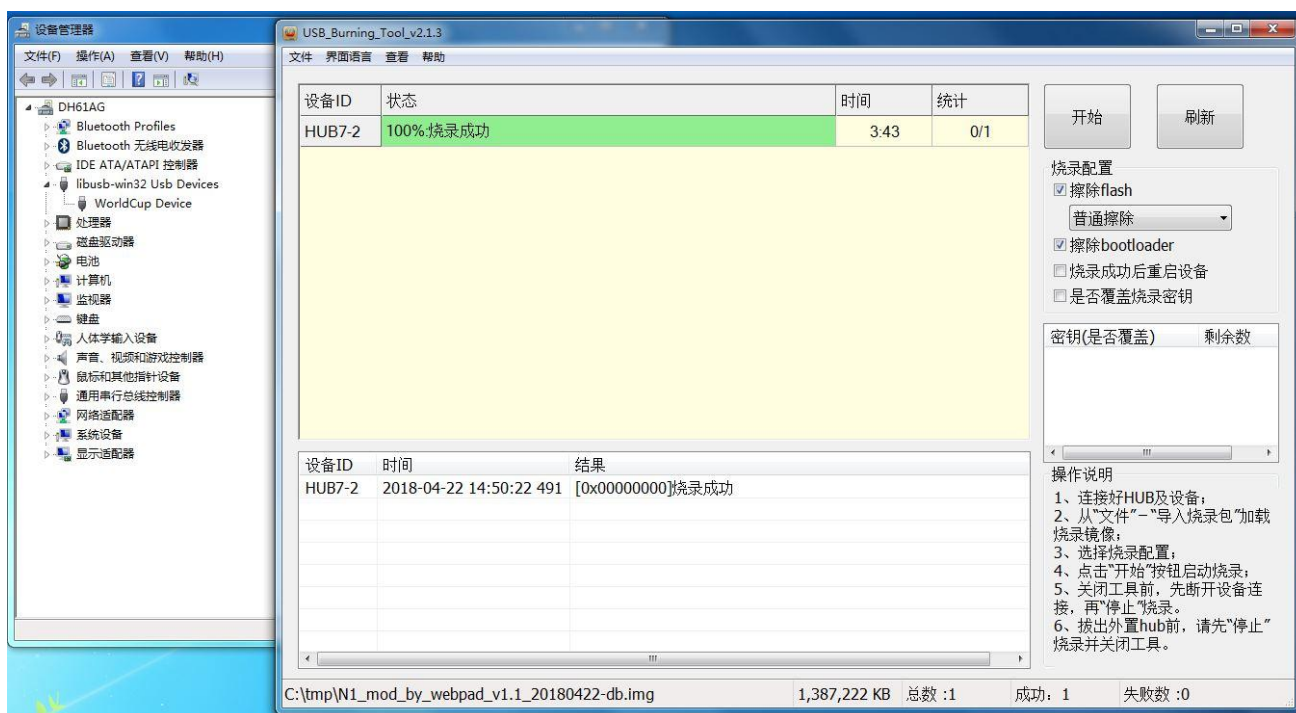 设备管理器
文件(F) 操作(A) 查看(V) 帮助(H)
DH61AG
Bluetooth Profiles
Bluetooth 无线电收发器
IDE ATA/ATAPI 控制器
libusb-win32 Usb Devices
WorldCup Device
处理器
磁盘驱动器
电池
计算机
监视器
键盘
人体学输入设备
声音、视频和游戏控制器
鼠标和其他指针设备
通用串行总线控制器
网络适配器
系统设备
显示适配器
USB_Burning_Tool_v2.1.3
文件 界面语言 查看 帮助
设备ID 状态 时间 统计
HUB7-2 100%:烧录成功 3:43 0/1
设备ID 时间 结果
HUB7-2 2018-04-22 14:50:22 491 [0x00000000]烧录成功
开始 刷新
烧录配置
擦除flash
普通擦除
擦除bootloader
烧录成功后重启设备
是否覆盖烧录密钥
密钥(是否覆盖) 剩余数
操作说明
1、连接好HUB及设备;
2、从“文件”-“导入烧录包”加载
烧录镜像;
3、选择烧录配置;
4、点击“开始”按钮启动烧录;
5、关闭工具前，先断开设备连
接，再“停止”烧录。
6、拔出外置hub前，请先“停止”
烧录并关闭工具。
C:\tmp\N1_mod_by_webpad_v1.1_20180422-db.img 1,387,222 KB 总数 :1 成功: 1 失败数 :0